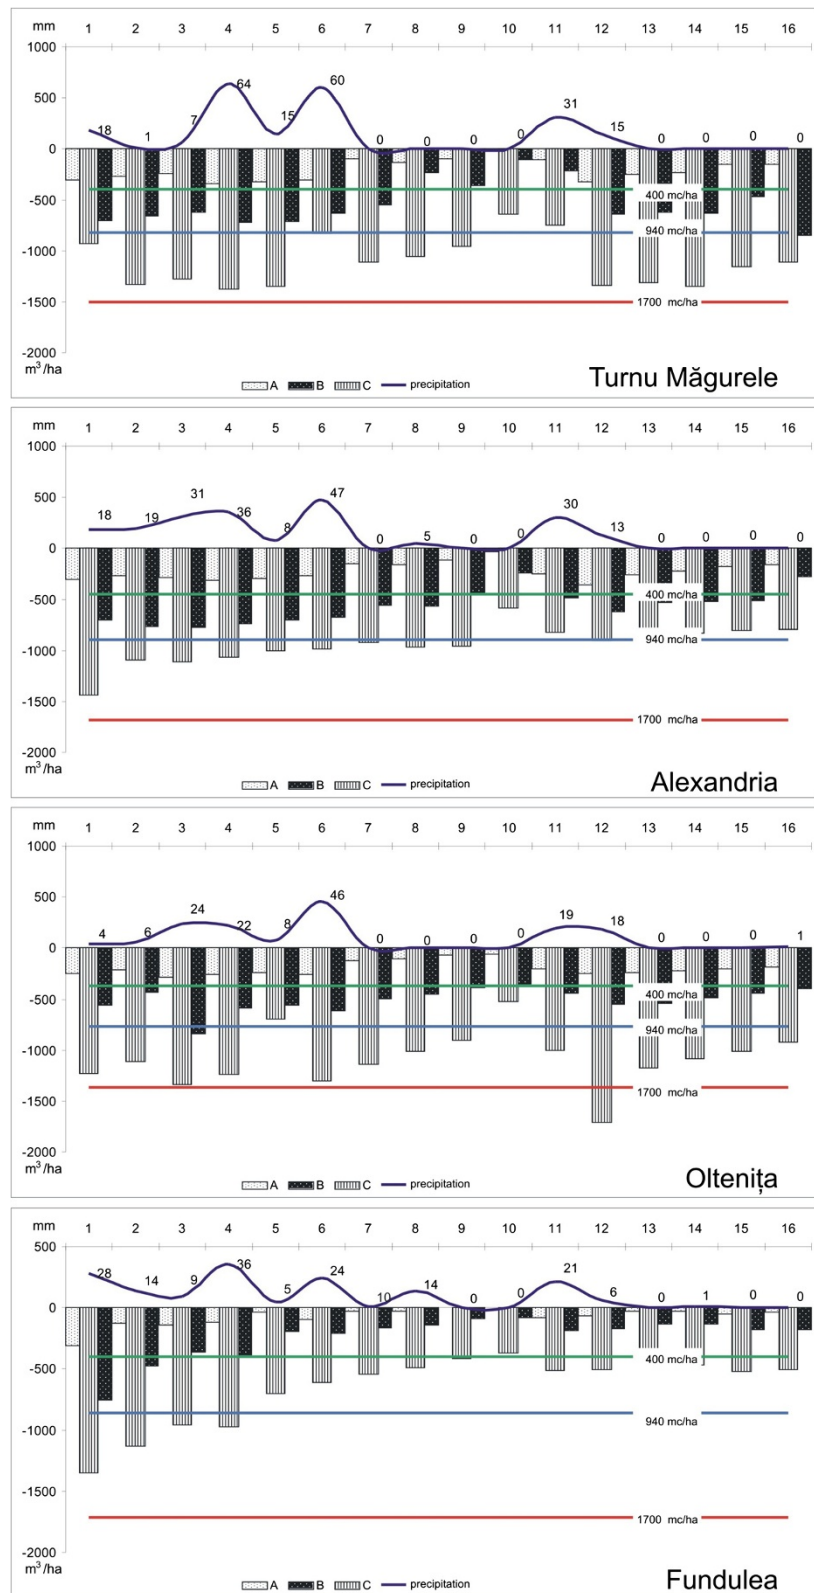 mm
1 2 3 4 5 6 7 8 9 10 11 12 13 14 15 16
1000
500
0
-500
-1000
-1500
-2000
m³/ha
18 1 7 64 15 60 0 0 0 0 31 15 0 0 0 0
400 mc/ha
940 mc/ha
1700 mc/ha
A B C precipitation
Turnu Măgurele
mm
1 2 3 4 5 6 7 8 9 10 11 12 13 14 15 16
1000
500
0
-500
-1000
-1500
-2000
m³/ha
18 19 31 36 8 47 0 5 0 0 30 13 0 0 0 0
400 mc/ha
940 mc/ha
1700 mc/ha
A B C precipitation
Alexandria
mm
1 2 3 4 5 6 7 8 9 10 11 12 13 14 15 16
1000
500
0
-500
-1000
-1500
-2000
m³/ha
4 6 24 22 8 46 0 0 0 0 19 18 0 0 0 1
400 mc/ha
940 mc/ha
1700 mc/ha
A B C precipitation
Oltenița
mm
1 2 3 4 5 6 7 8 9 10 11 12 13 14 15 16
500
0
-500
-1000
-1500
-2000
m³/ha
28 14 9 36 5 24 10 14 0 0 21 6 0 1 0 0
400 mc/ha
940 mc/ha
1700 mc/ha
A B C precipitation
Fundulea